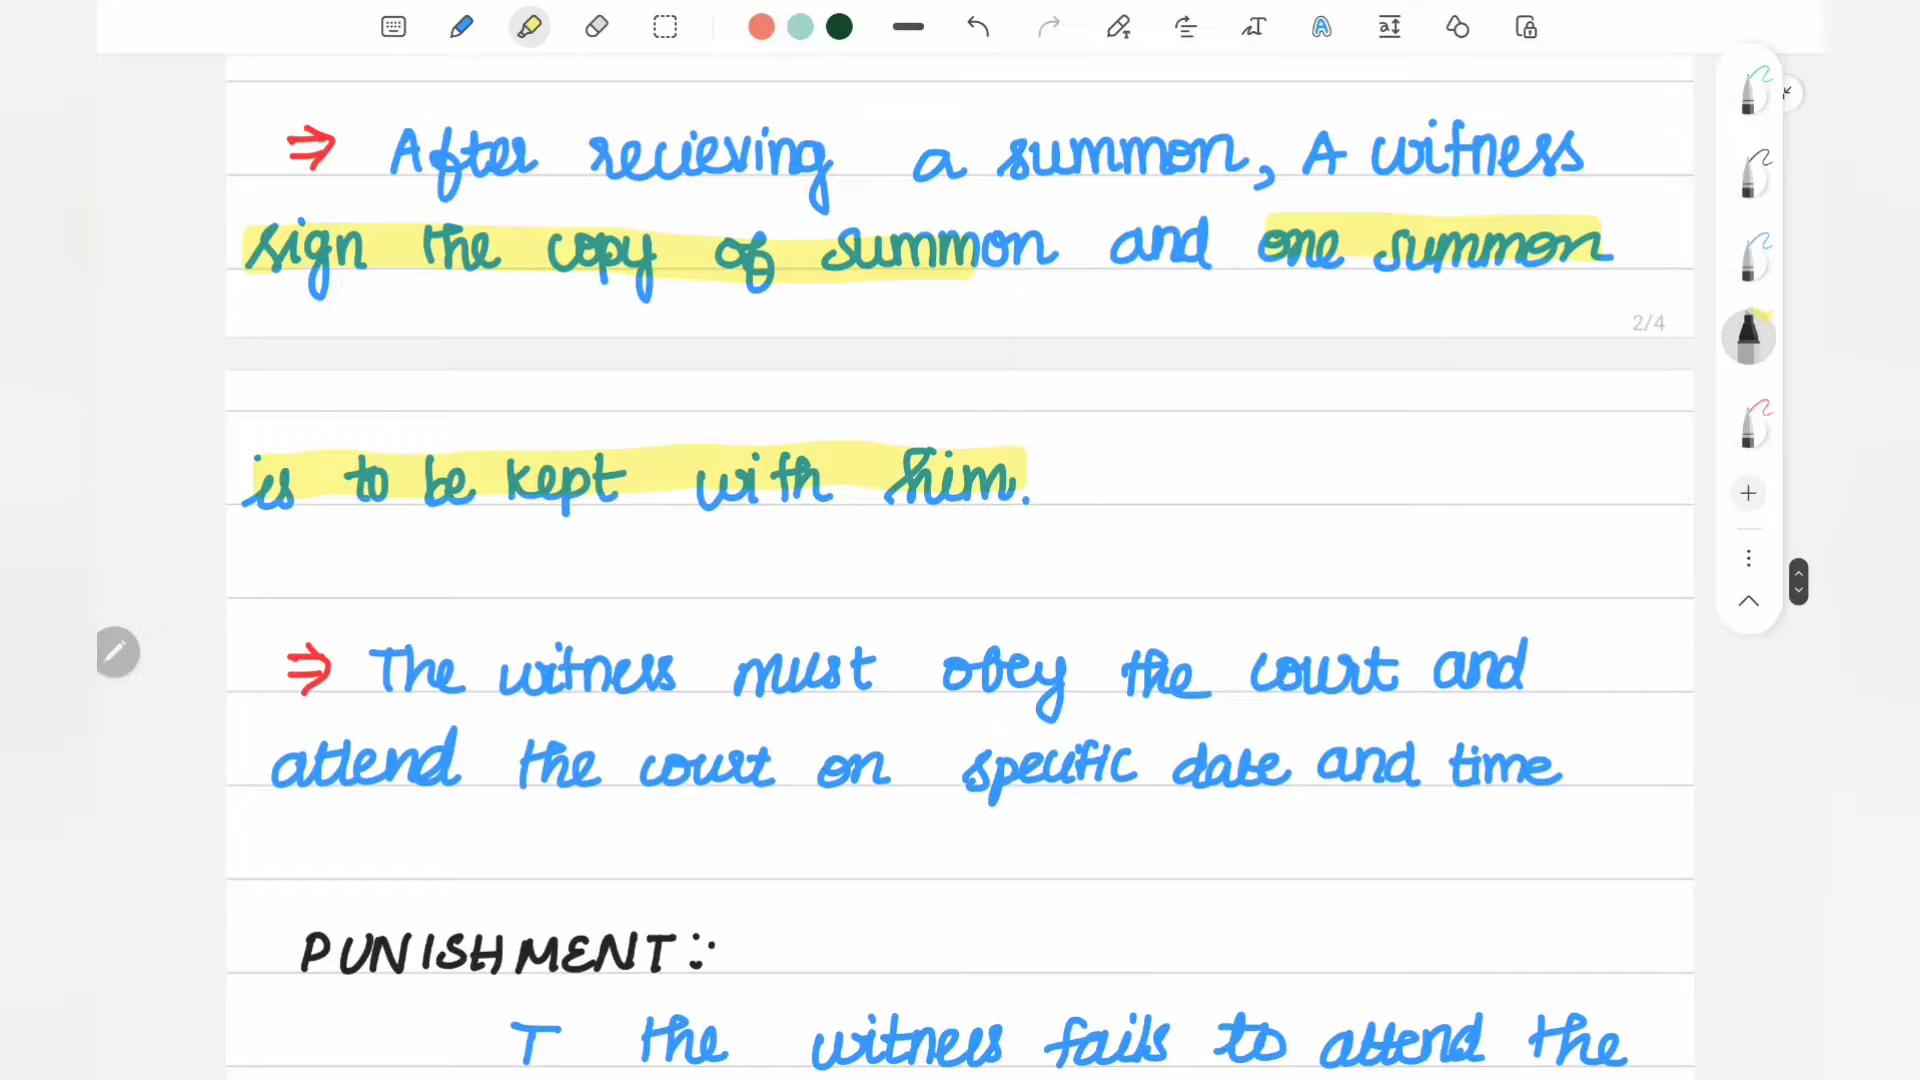 ⇒ After recieving a summon, A witness
sign the copy of summon and one summon
2/4
is to be kept with him.
⇒ The witness must obey the court and
attend the court on specific date and time
PUNISHMENT :-
the witness fails to attend the